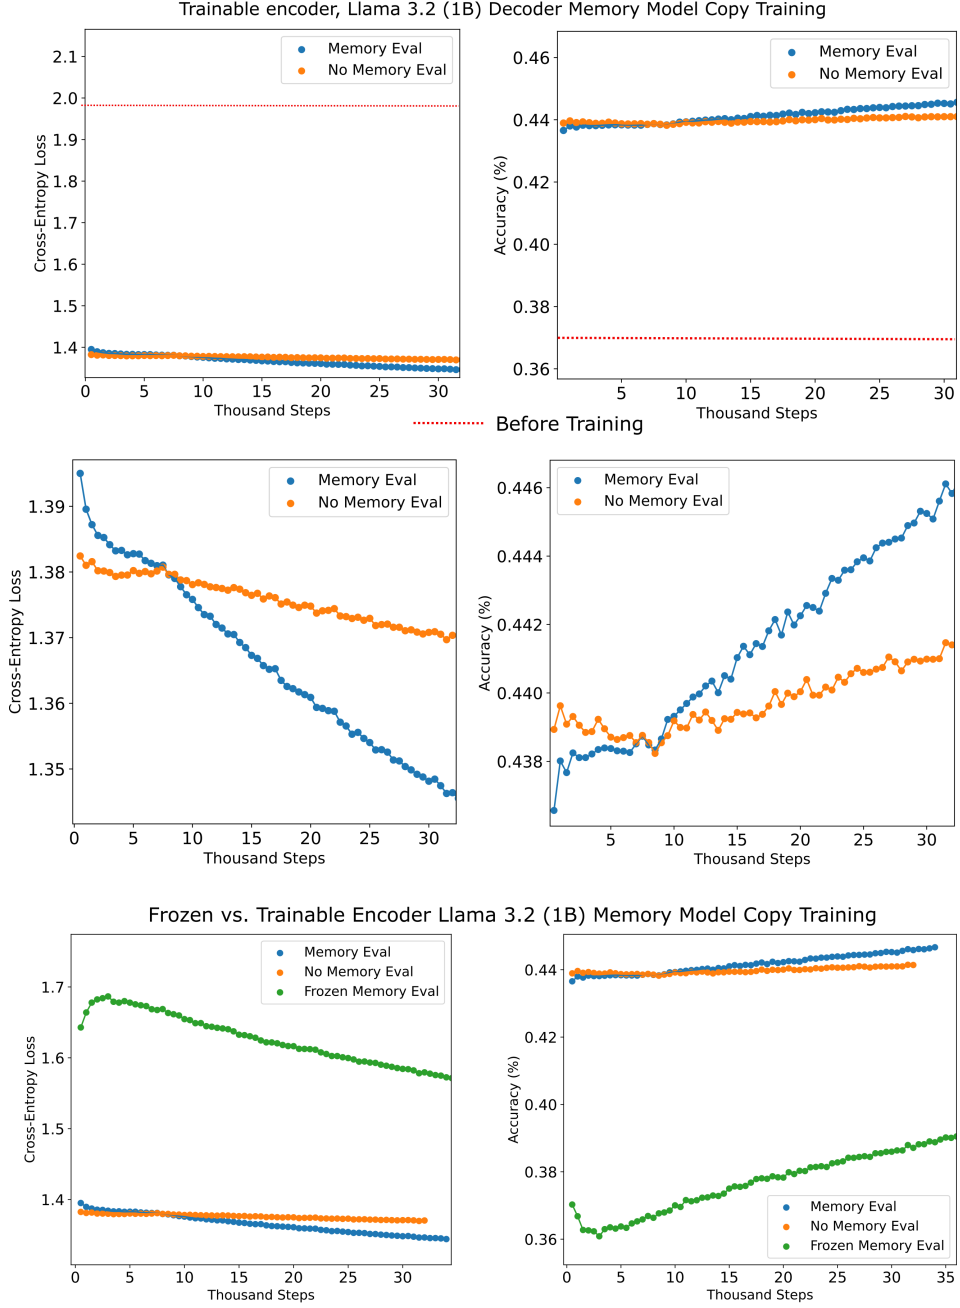 Trainable encoder, Llama 3.2 (1B) Decoder Memory Model Copy Training
Memory Eval
No Memory Eval
2.1
2.0
1.9
1.8
1.7
1.6
1.5
1.4
Cross-Entropy Loss
0 5 10 15 20 25 30
Thousand Steps
Memory Eval
No Memory Eval
0.46
0.44
0.42
0.40
0.38
0.36
Accuracy (%)
5 10 15 20 25 30
Thousand Steps
Before Training
Memory Eval
No Memory Eval
1.39
1.38
1.37
1.36
1.35
Cross-Entropy Loss
0 5 10 15 20 25 30
Thousand Steps
Memory Eval
No Memory Eval
0.446
0.444
0.442
0.440
0.438
Accuracy (%)
5 10 15 20 25 30
Thousand Steps
Frozen vs. Trainable Encoder Llama 3.2 (1B) Memory Model Copy Training
Memory Eval
No Memory Eval
Frozen Memory Eval
1.7
1.6
1.5
1.4
Cross-Entropy Loss
0 5 10 15 20 25 30
Thousand Steps
0.44
0.42
0.40
0.38
0.36
Accuracy (%)
Memory Eval
No Memory Eval
Frozen Memory Eval
0 5 10 15 20 25 30 35
Thousand Steps